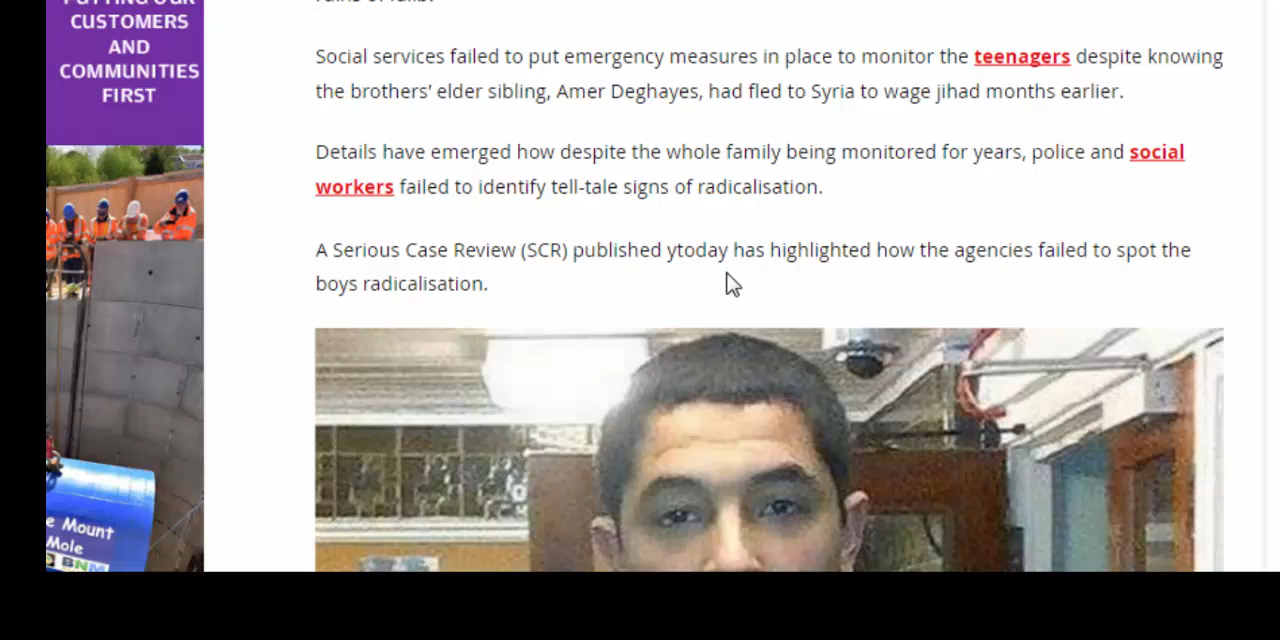 CUSTOMERS
AND
COMMUNITIES
FIRST
Social services failed to put emergency measures in place to monitor the teenagers despite knowing
the brothers’ elder sibling, Amer Deghayes, had fled to Syria to wage jihad months earlier.
Details have emerged how despite the whole family being monitored for years, police and social
workers failed to identify tell-tale signs of radicalisation.
A Serious Case Review (SCR) published ytoday has highlighted how the agencies failed to spot the
boys radicalisation.
e Mount
Mole
BNM